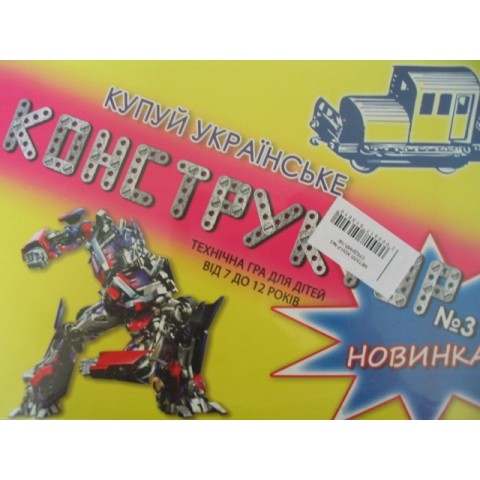 КУПУЙ УКРАЇНСЬКЕ
КОНСТРУКТОР
ТЕХНІЧНА ГРА ДЛЯ ДІТЕЙ
ВІД 7 ДО 12 РОКІВ
№3
НОВИНКА